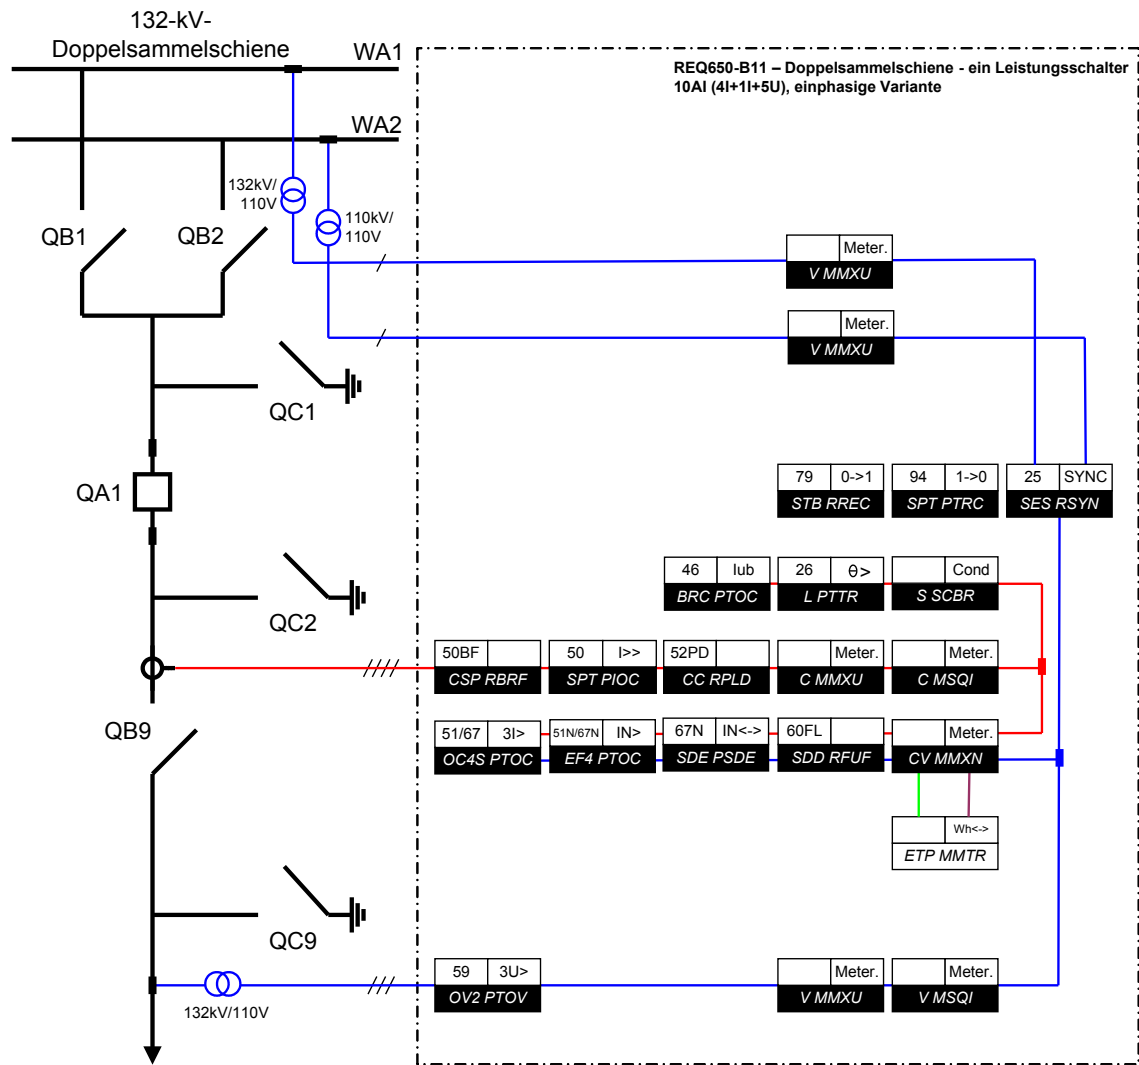 132-kV-
Doppelsammelschiene
WA1
REQ650-B11 – Doppelsammelschiene - ein Leistungsschalter
10AI (4I+1I+5U), einphasige Variante
WA2
132kV/
110V
110kV/
110V
QB1
QB2
Meter.
V MMXU
Meter.
V MMXU
QC1
QA1
79 0->1
STB RREC
94 1->0
SPT PTRC
25 SYNC
SES RSYN
46 Iub
BRC PTOC
26 θ>
L PTTR
Cond
S SCBR
QC2
50BF
CSP RBRF
50 I>>
SPT PIOC
52PD
CC RPLD
Meter.
C MMXU
Meter.
C MSQI
QB9
51/67 3I>
OC4S PTOC
51N/67N IN>
EF4 PTOC
67N IN<->
SDE PSDE
60FL
SDD RFUF
Meter.
CV MMXN
Wh<->
ETP MMTR
QC9
132kV/110V
59 3U>
OV2 PTOV
Meter.
V MMXU
Meter.
V MSQI